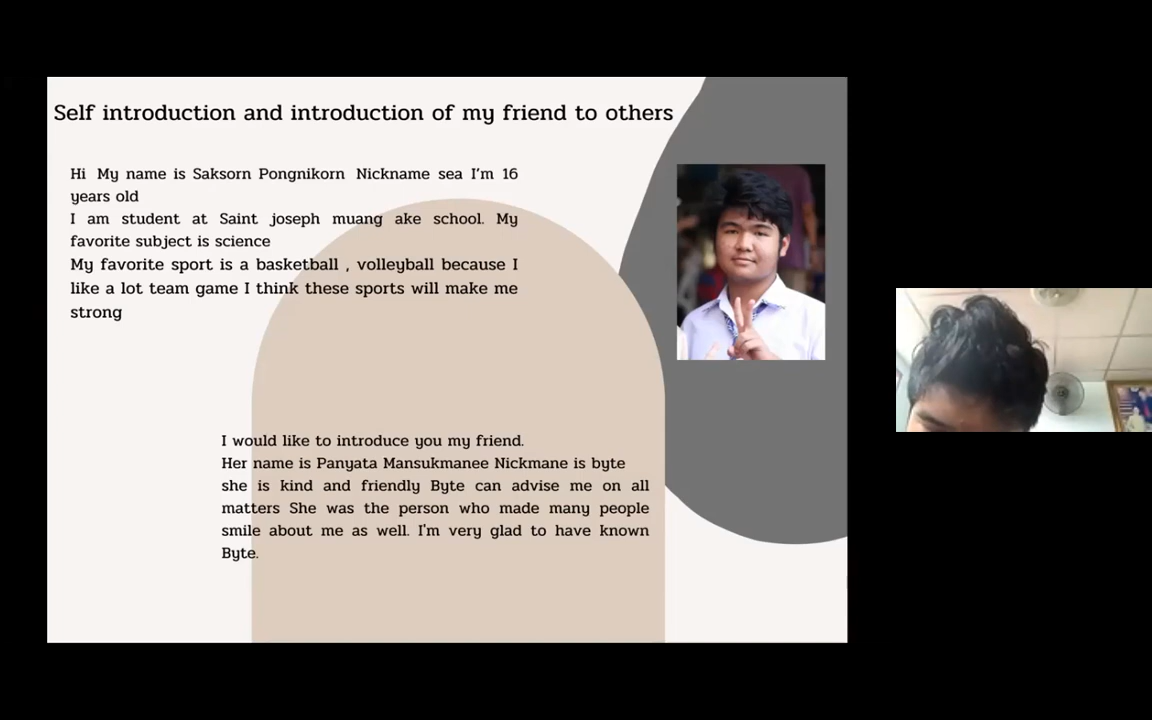 Self introduction and introduction of my friend to others
Hi My name is Saksorn Pongnikorn Nickname sea I'm 16
years old
I am student at Saint joseph muang ake school. My
favorite subject is science
My favorite sport is a basketball , volleyball because I
like a lot team game I think these sports will make me
strong
I would like to introduce you my friend.
Her name is Panyata Mansukmanee Nickmane is byte
she is kind and friendly Byte can advise me on all
matters She was the person who made many people
smile about me as well. I'm very glad to have known
Byte.